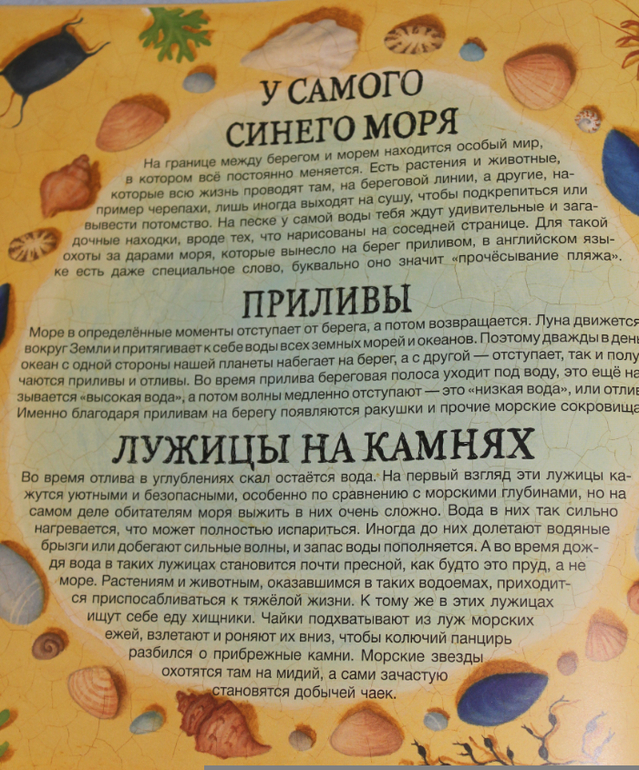 У САМОГО
СИНЕГО МОРЯ
На границе между берегом и морем находится особый мир,
в котором всё постоянно меняется. Есть растения и животные,
которые всю жизнь проводят там, на береговой линии, а другие, на-
пример черепахи, лишь иногда выходят на сушу, чтобы подкрепиться или
вывести потомство. На песке у самой воды тебя ждут удивительные и зага-
дочные находки, вроде тех, что нарисованы на соседней странице. Для такой
охоты за дарами моря, которые вынесло на берег приливом, в английском язы-
ке есть даже специальное слово, буквально оно значит «прочёсывание пляжа».
ПРИЛИВЫ
Море в определённые моменты отступает от берега, а потом возвращается. Луна движется
вокруг Земли и притягивает к себе воды всех земных морей и океанов. Поэтому дважды в день
океан с одной стороны нашей планеты набегает на берег, а с другой — отступает, так и полу
чаются приливы и отливы. Во время прилива береговая полоса уходит под воду, это ещё на
зывается «высокая вода», а потом волны медленно отступают — это «низкая вода», или отлив
Именно благодаря приливам на берегу появляются ракушки и прочие морские сокровища
ЛУЖИЦЫ НА КАМНЯХ
Во время отлива в углублениях скал остаётся вода. На первый взгляд эти лужицы ка-
жутся уютными и безопасными, особенно по сравнению с морскими глубинами, но на
самом деле обитателям моря выжить в них очень сложно. Вода в них так сильно
нагревается, что может полностью испариться. Иногда до них долетают водяные
брызги или добегают сильные волны, и запас воды пополняется. А во время дож-
дя вода в таких лужицах становится почти пресной, как будто это пруд, а не
море. Растениям и животным, оказавшимся в таких водоемах, приходит-
ся приспосабливаться к тяжёлой жизни. К тому же в этих лужицах
ищут себе еду хищники. Чайки подхватывают из луж морских
ежей, взлетают и роняют их вниз, чтобы колючий панцирь
разбился о прибрежные камни. Морские звезды
охотятся там на мидий, а сами зачастую
становятся добычей чаек.